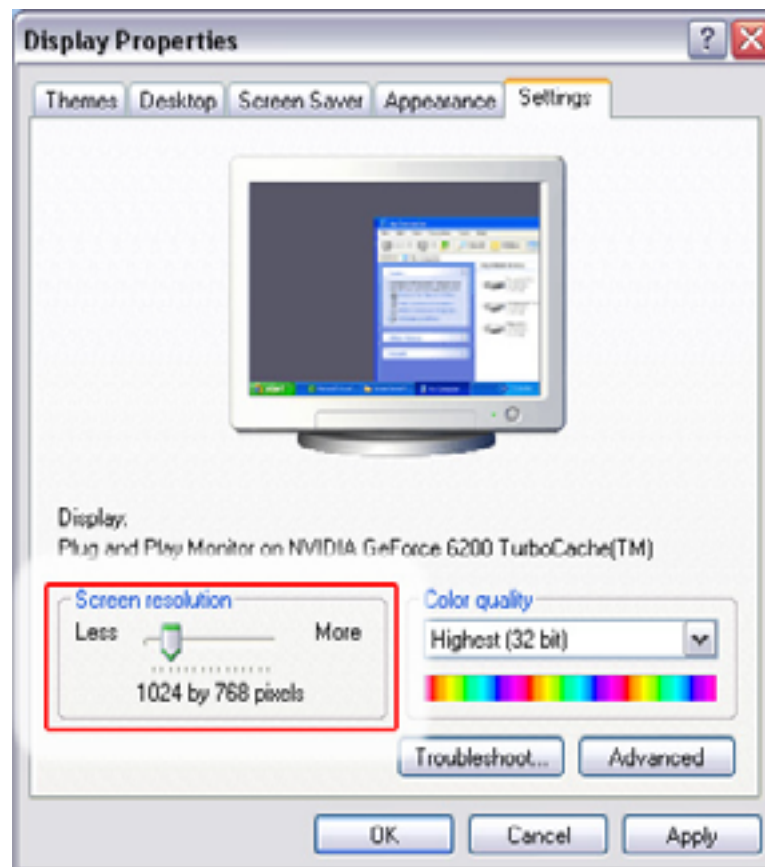 Display Properties
Themes Desktop Screen Saver Appearance Settings
Display:
Plug and Play Monitor on NVIDIA GeForce 6200 TurboCache(TM)
Screen resolution
Less More
1024 by 768 pixels
Color quality
Highest (32 bit)
Troubleshoot... Advanced
OK Cancel Apply